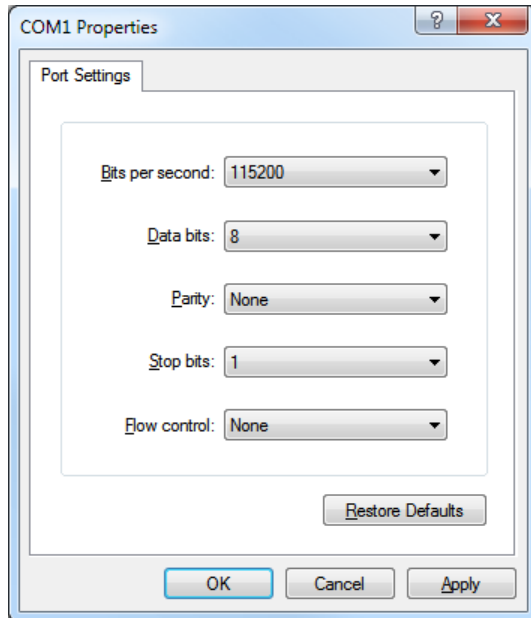 COM1 Properties
Port Settings
Bits per second: 115200
Data bits: 8
Parity: None
Stop bits: 1
Flow control: None
Restore Defaults
OK Cancel Apply